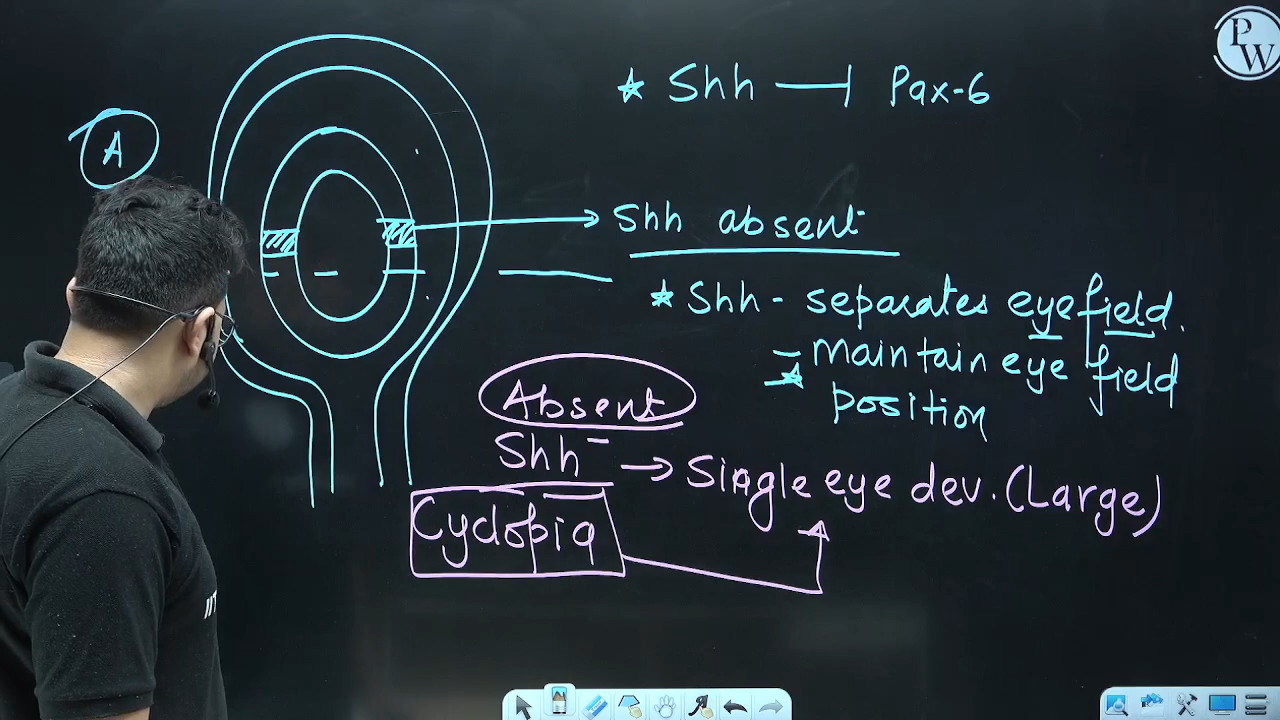 PW
A
★ Shh ⊣ Pax-6
→ Shh absent
★ Shh - separates eye field.
- maintain eye field
★ position
Absent
Shh⁻ → Single eye dev. (Large)
Cyclopia